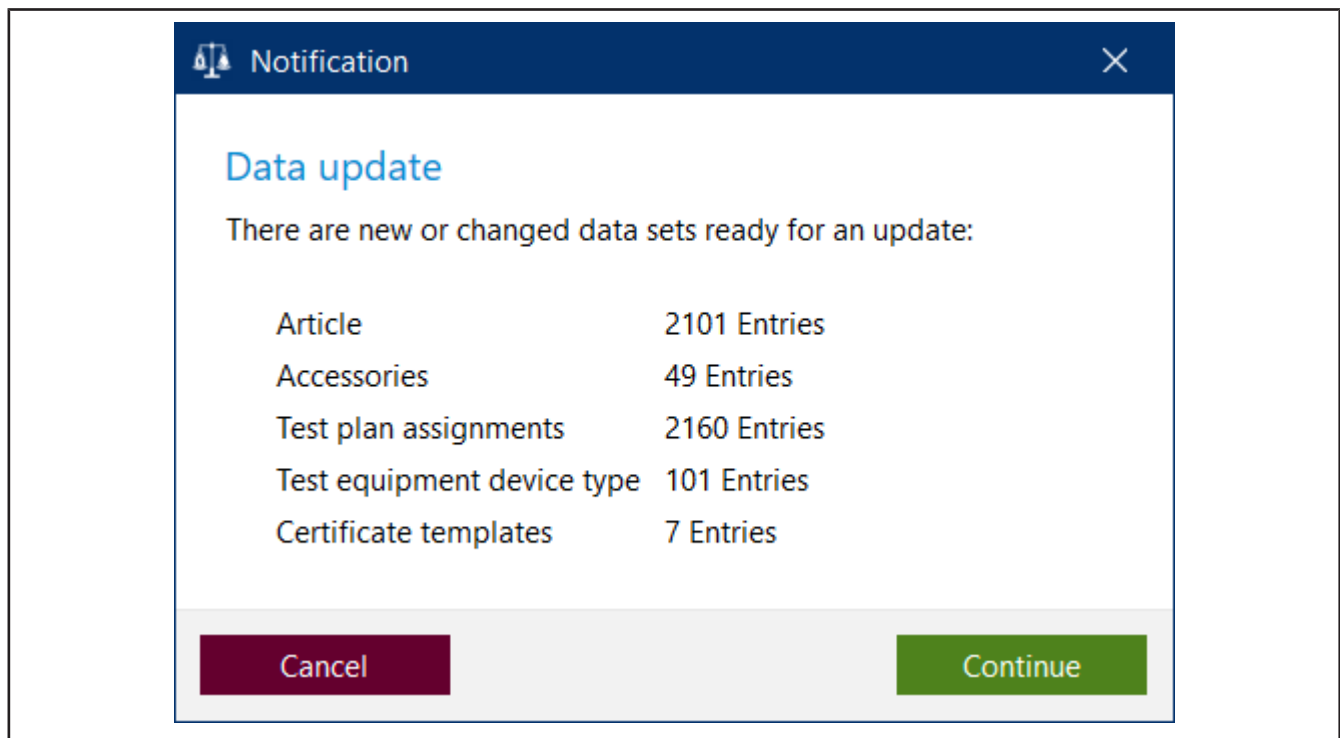 Notification
Data update
There are new or changed data sets ready for an update:
Article 2101 Entries
Accessories 49 Entries
Test plan assignments 2160 Entries
Test equipment device type 101 Entries
Certificate templates 7 Entries
Cancel Continue